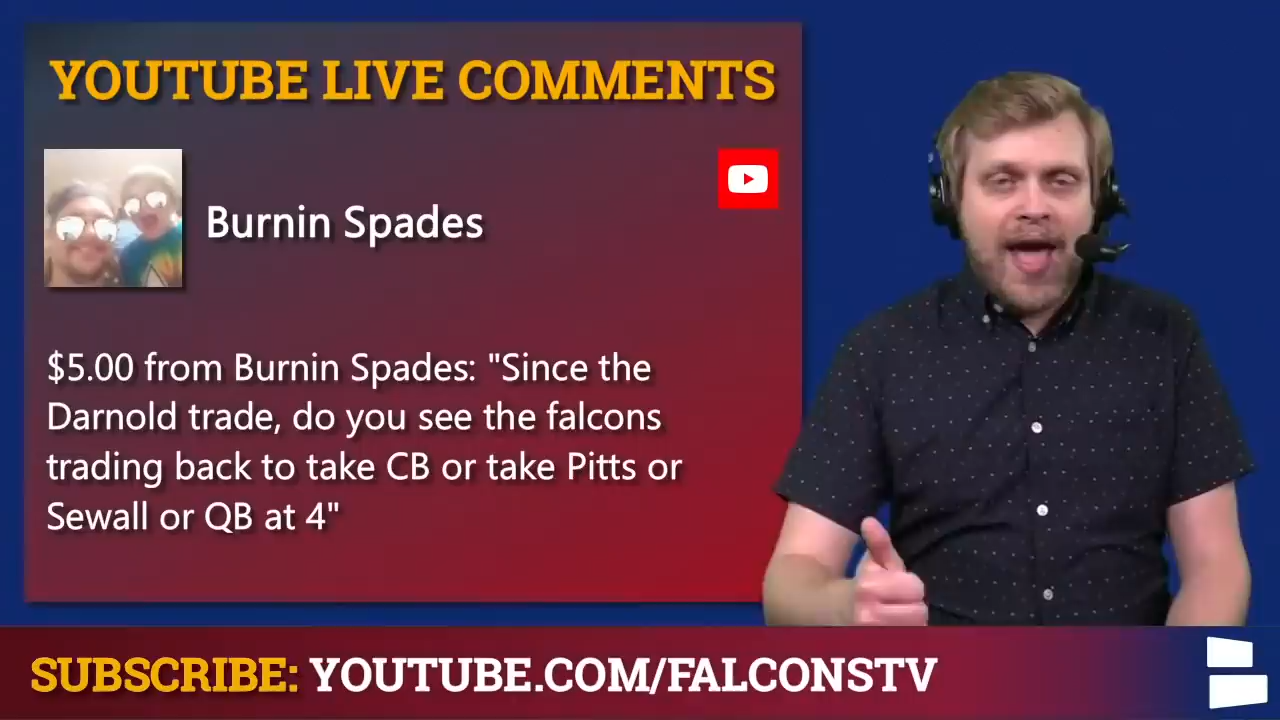 YOUTUBE LIVE COMMENTS
Burnin Spades
$5.00 from Burnin Spades: "Since the
Darnold trade, do you see the falcons
trading back to take CB or take Pitts or
Sewall or QB at 4"
SUBSCRIBE: YOUTUBE.COM/FALCONSTV